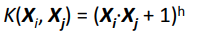 K(Xᵢ, Xⱼ) = (Xᵢ·Xⱼ + 1)ʰ